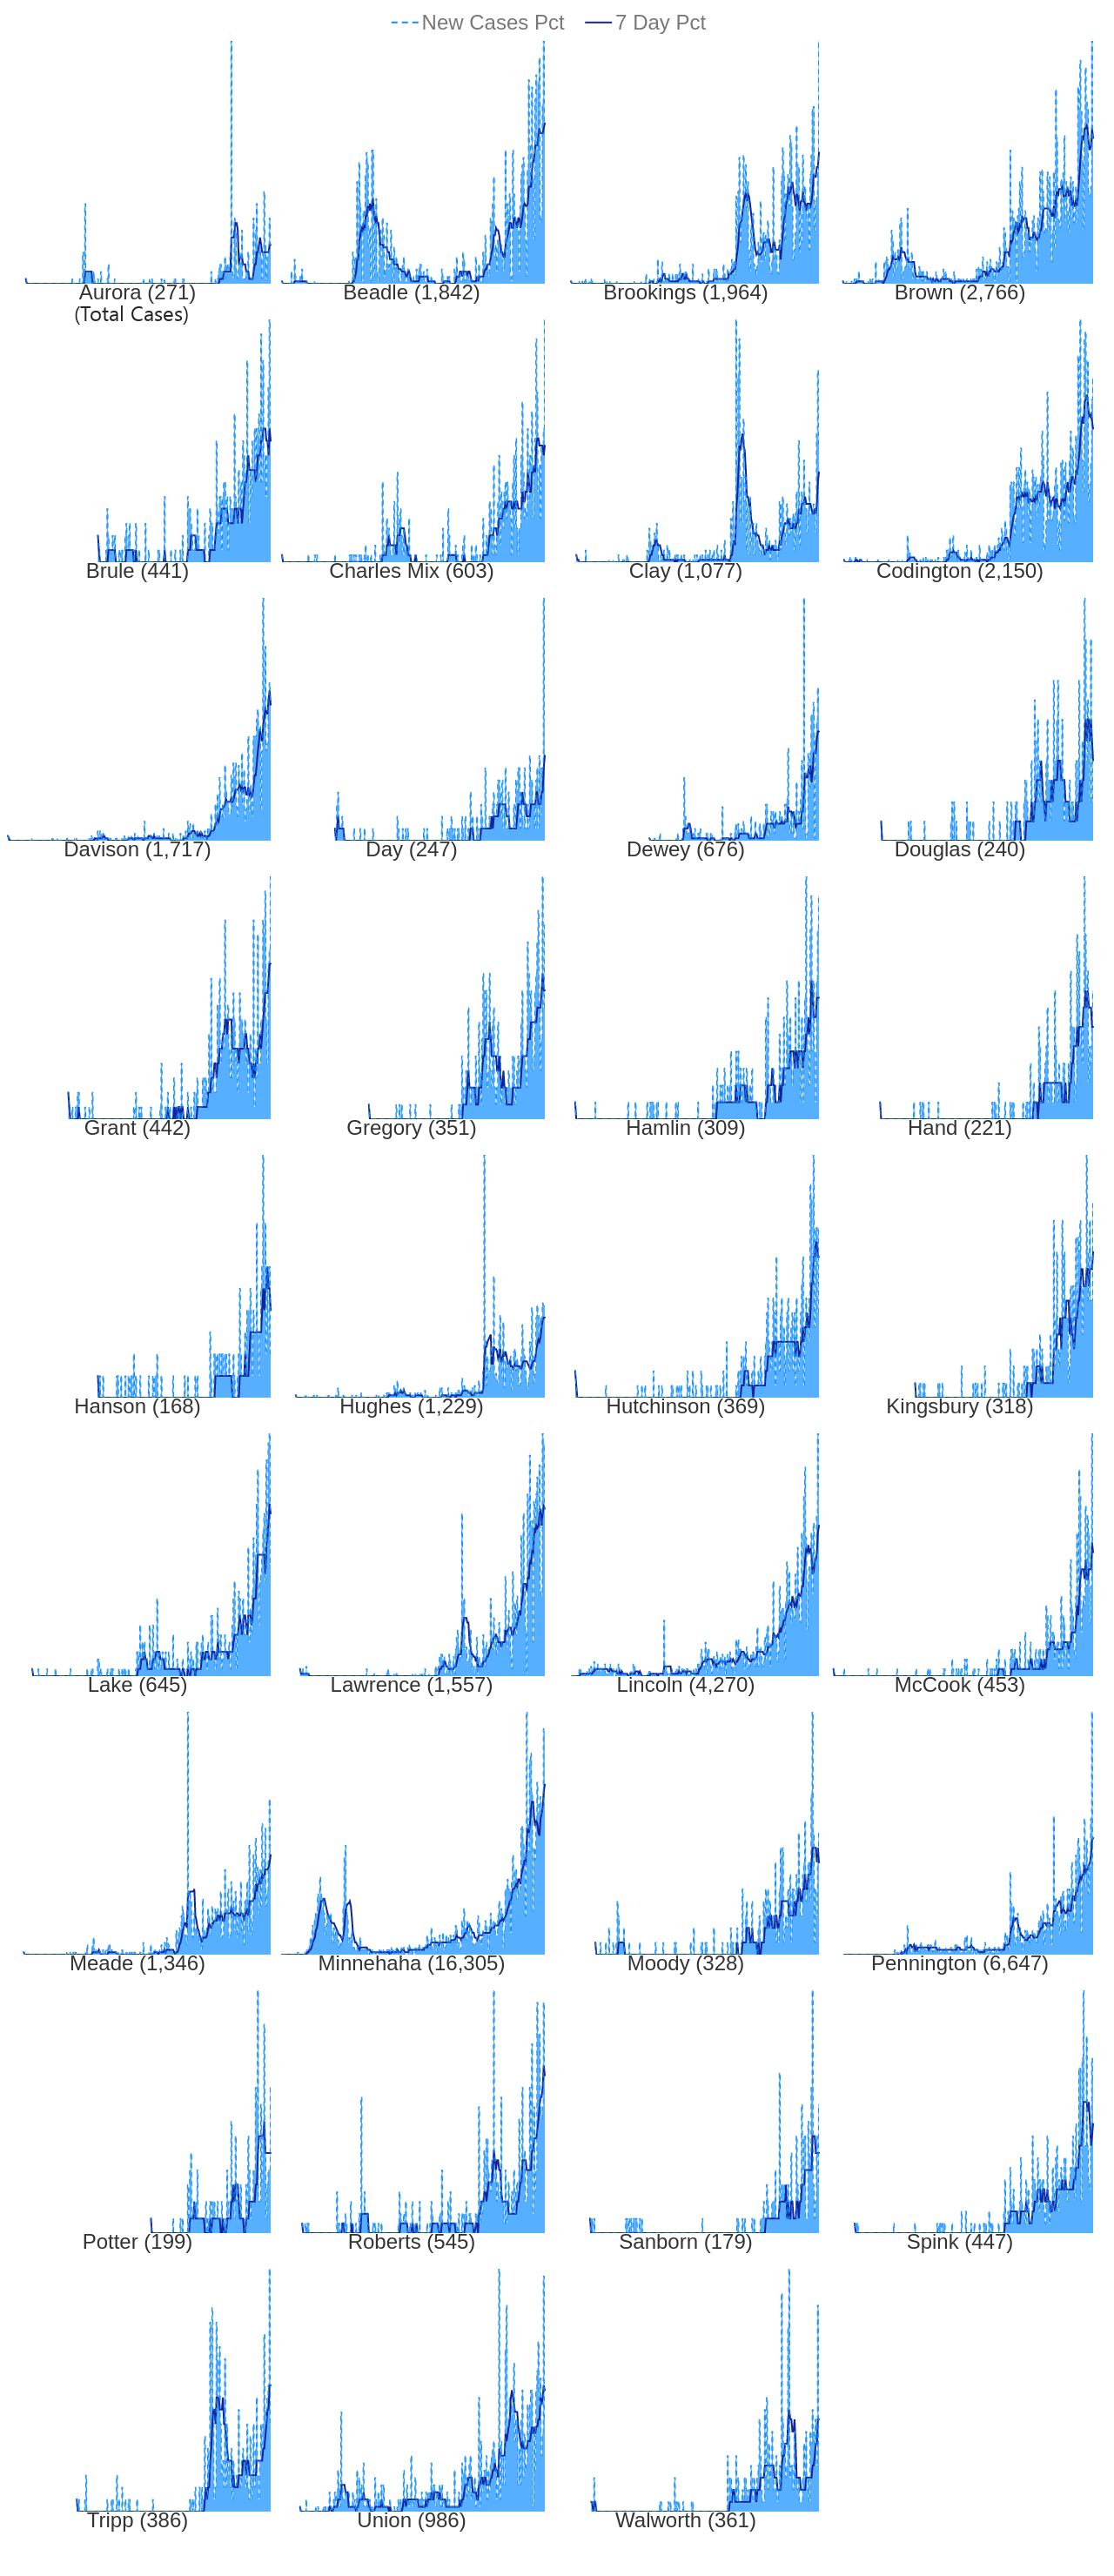 New Cases Pct 7 Day Pct
Aurora (271) Beadle (1,842) Brookings (1,964) Brown (2,766)
(Total Cases)
Brule (441) Charles Mix (603) Clay (1,077) Codington (2,150)
Davison (1,717) Day (247) Dewey (676) Douglas (240)
Grant (442) Gregory (351) Hamlin (309) Hand (221)
Hanson (168) Hughes (1,229) Hutchinson (369) Kingsbury (318)
Lake (645) Lawrence (1,557) Lincoln (4,270) McCook (453)
Meade (1,346) Minnehaha (16,305) Moody (328) Pennington (6,647)
Potter (199) Roberts (545) Sanborn (179) Spink (447)
Tripp (386) Union (986) Walworth (361)